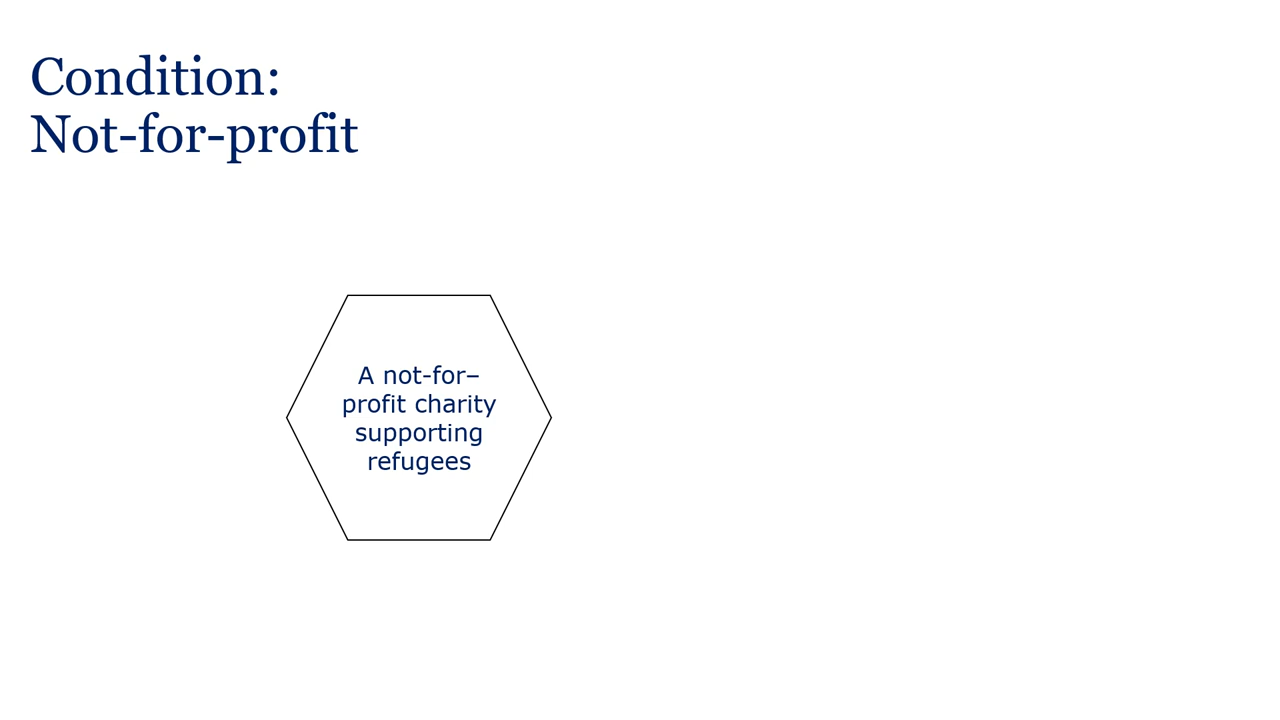 Condition:
Not-for-profit
A not-for–
profit charity
supporting
refugees